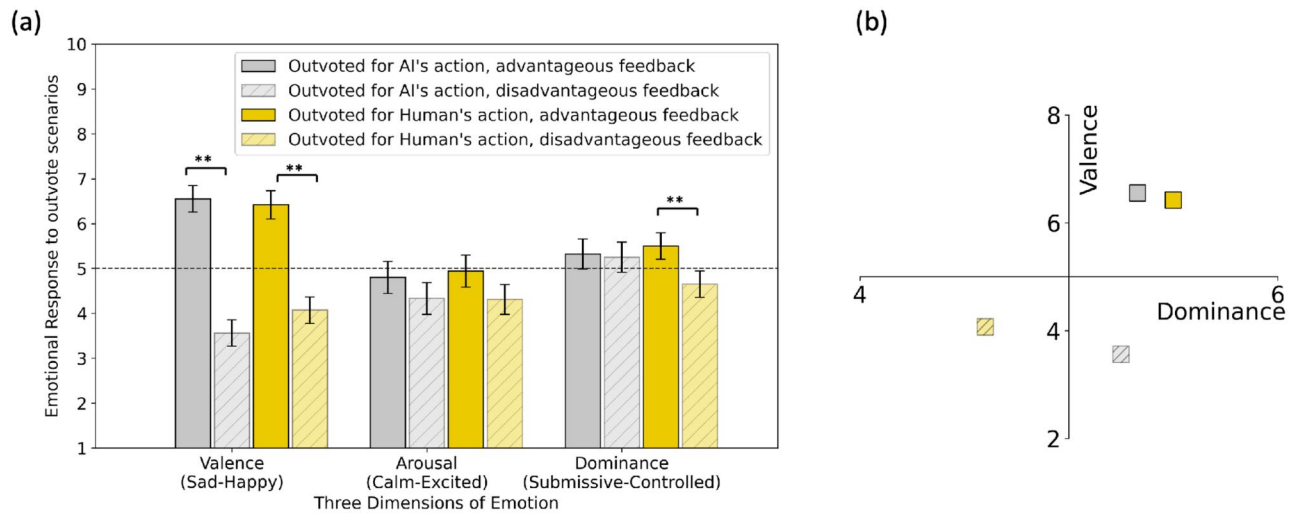 (a)
10
9
8
7
6
5
4
3
2
1
Emotional Response to outvote scenarios
Outvoted for AI's action, advantageous feedback
Outvoted for AI's action, disadvantageous feedback
Outvoted for Human's action, advantageous feedback
Outvoted for Human's action, disadvantageous feedback
**
**
**
Valence
(Sad-Happy)
Arousal
(Calm-Excited)
Dominance
(Submissive-Controlled)
Three Dimensions of Emotion
(b)
8
Valence
4
6
Dominance
4
2